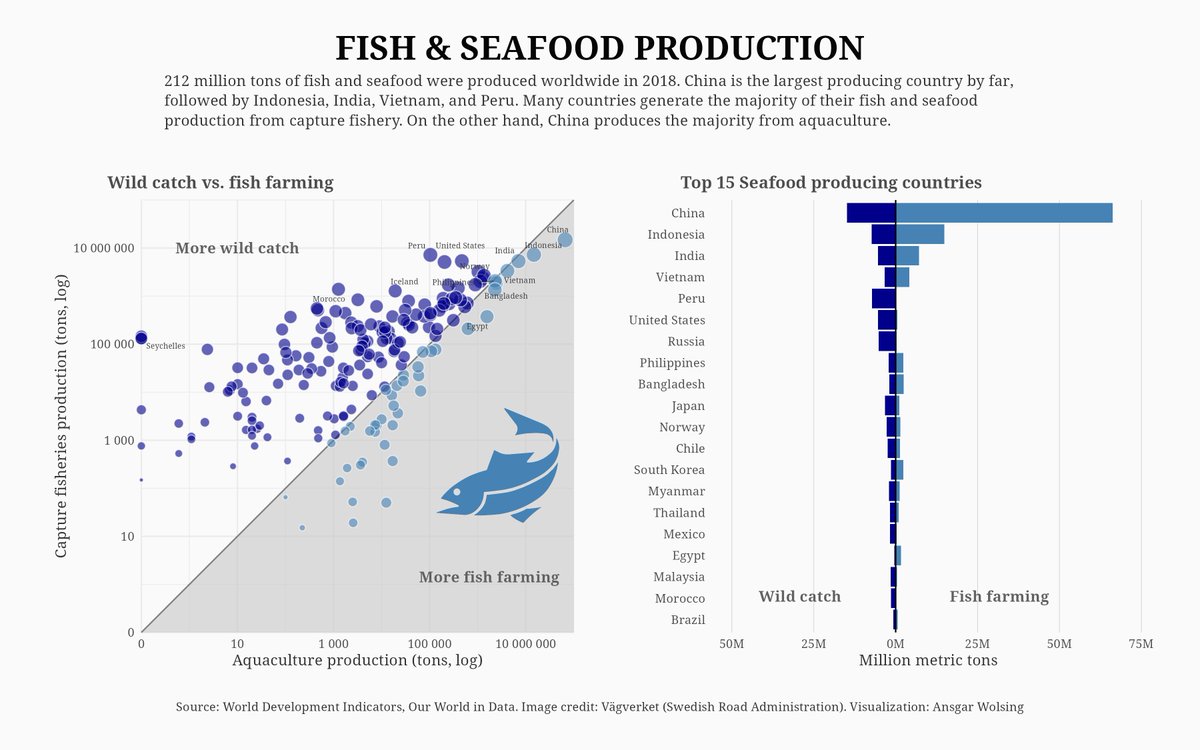 FISH & SEAFOOD PRODUCTION
212 million tons of fish and seafood were produced worldwide in 2018. China is the largest producing country by far,
followed by Indonesia, India, Vietnam, and Peru. Many countries generate the majority of their fish and seafood
production from capture fishery. On the other hand, China produces the majority from aquaculture.
Wild catch vs. fish farming
Capture fisheries production (tons, log)
10 000 000
100 000
1 000
10
0
More wild catch
China
Peru
United States
India
Indonesia
Norway
Iceland
Philippines
Vietnam
Morocco
Bangladesh
Egypt
Seychelles
More fish farming
0
10
1 000
100 000
10 000 000
Aquaculture production (tons, log)
Top 15 Seafood producing countries
China
Indonesia
India
Vietnam
Peru
United States
Russia
Philippines
Bangladesh
Japan
Norway
Chile
South Korea
Myanmar
Thailand
Mexico
Egypt
Malaysia
Morocco
Brazil
Wild catch
Fish farming
50M
25M
0M
25M
50M
75M
Million metric tons
Source: World Development Indicators, Our World in Data. Image credit: Vägverket (Swedish Road Administration). Visualization: Ansgar Wolsing